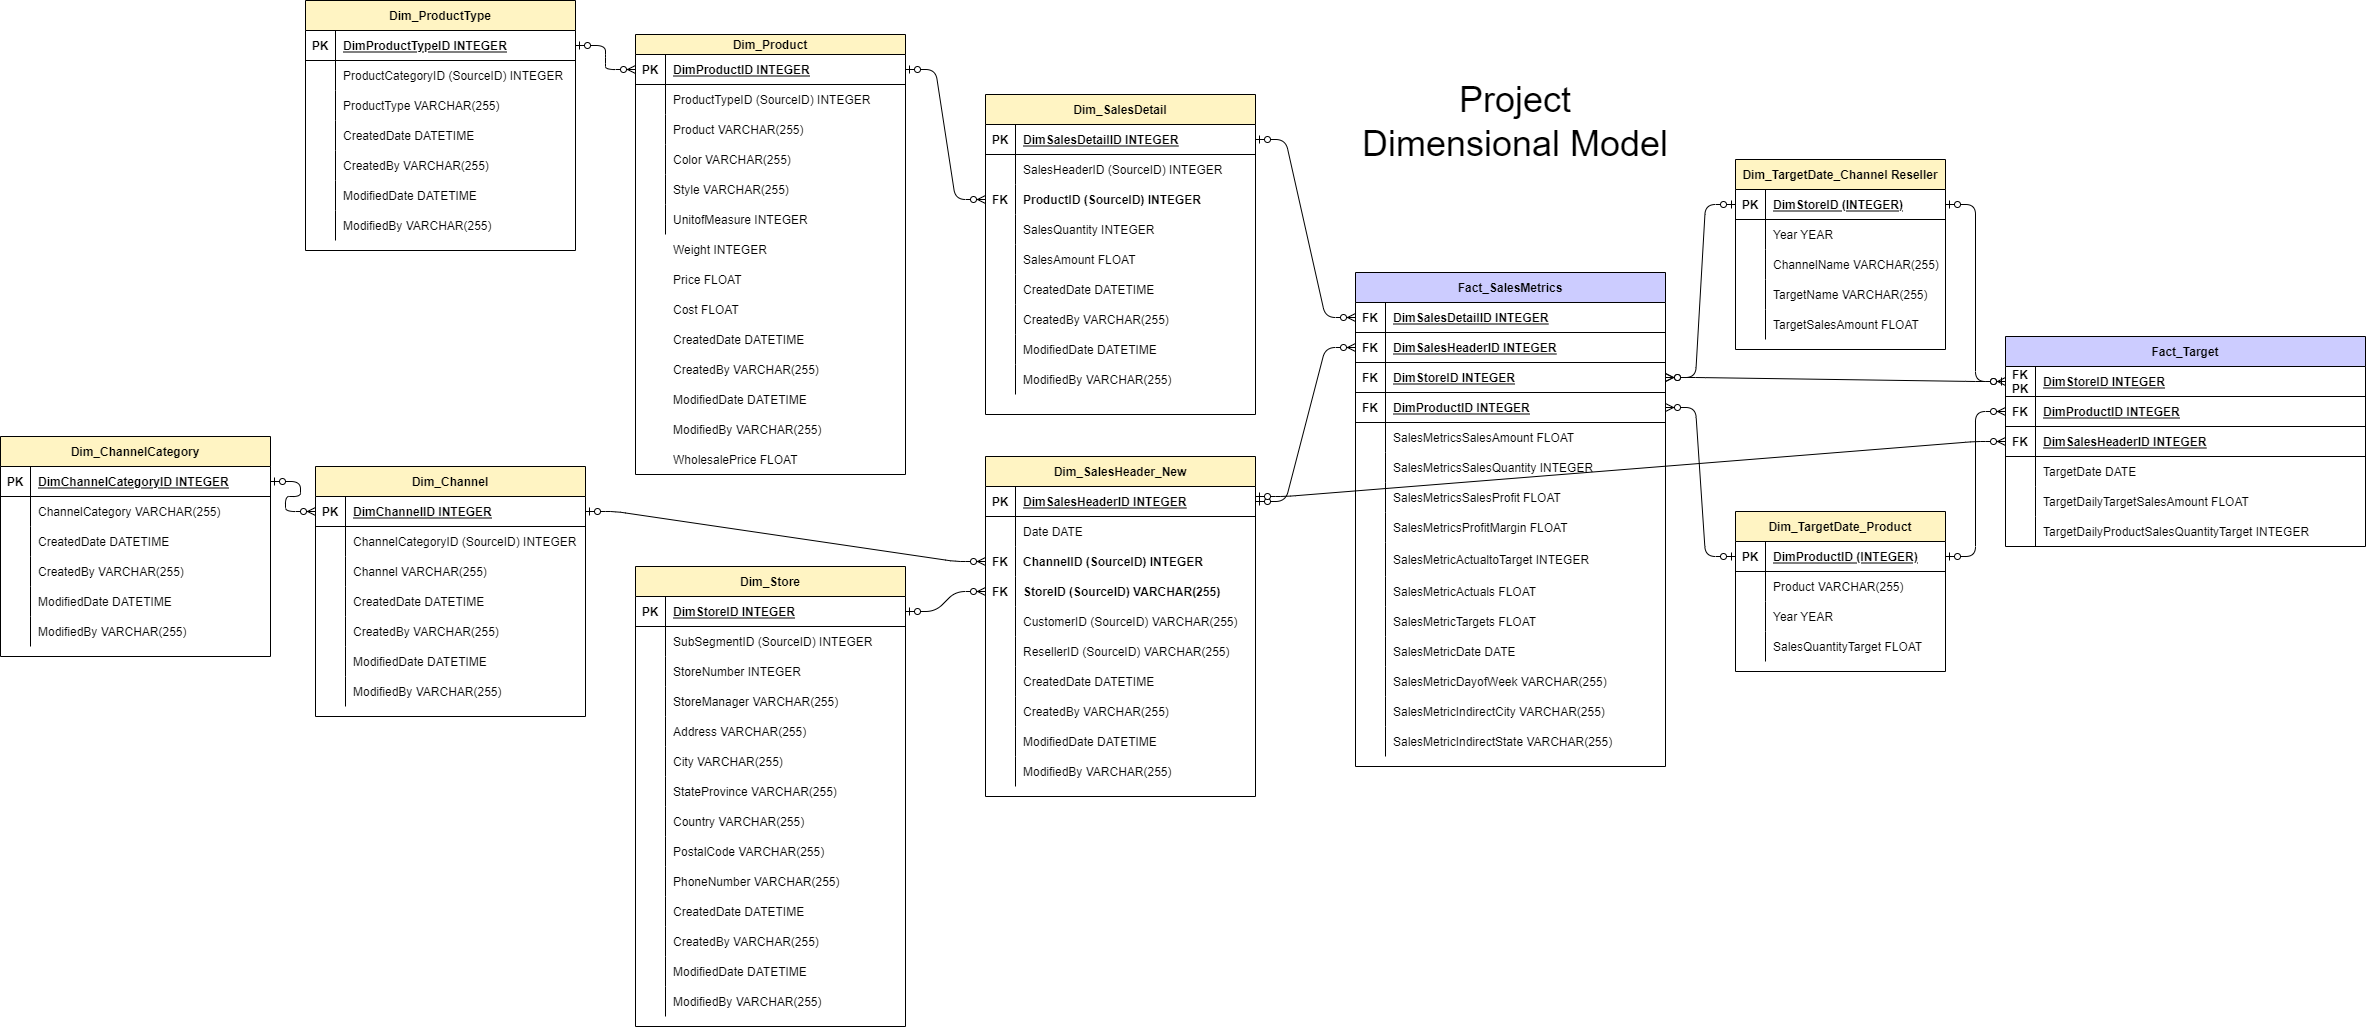 Project
Dimensional Model
Dim_ProductType
PK DimProductTypeID INTEGER
ProductCategoryID (SourceID) INTEGER
ProductType VARCHAR(255)
CreatedDate DATETIME
CreatedBy VARCHAR(255)
ModifiedDate DATETIME
ModifiedBy VARCHAR(255)
Dim_Product
PK DimProductID INTEGER
ProductTypeID (SourceID) INTEGER
Product VARCHAR(255)
Color VARCHAR(255)
Style VARCHAR(255)
UnitofMeasure INTEGER
Weight INTEGER
Price FLOAT
Cost FLOAT
CreatedDate DATETIME
CreatedBy VARCHAR(255)
ModifiedDate DATETIME
ModifiedBy VARCHAR(255)
WholesalePrice FLOAT
Dim_SalesDetail
PK DimSalesDetailID INTEGER
SalesHeaderID (SourceID) INTEGER
FK ProductID (SourceID) INTEGER
SalesQuantity INTEGER
SalesAmount FLOAT
CreatedDate DATETIME
CreatedBy VARCHAR(255)
ModifiedDate DATETIME
ModifiedBy VARCHAR(255)
Dim_ChannelCategory
PK DimChannelCategoryID INTEGER
ChannelCategory VARCHAR(255)
CreatedDate DATETIME
CreatedBy VARCHAR(255)
ModifiedDate DATETIME
ModifiedBy VARCHAR(255)
Dim_Channel
PK DimChannelID INTEGER
ChannelCategoryID (SourceID) INTEGER
Channel VARCHAR(255)
CreatedDate DATETIME
CreatedBy VARCHAR(255)
ModifiedDate DATETIME
ModifiedBy VARCHAR(255)
Dim_Store
PK DimStoreID INTEGER
SubSegmentID (SourceID) INTEGER
StoreNumber INTEGER
StoreManager VARCHAR(255)
Address VARCHAR(255)
City VARCHAR(255)
StateProvince VARCHAR(255)
Country VARCHAR(255)
PostalCode VARCHAR(255)
PhoneNumber VARCHAR(255)
CreatedDate DATETIME
CreatedBy VARCHAR(255)
ModifiedDate DATETIME
ModifiedBy VARCHAR(255)
Dim_SalesHeader_New
PK DimSalesHeaderID INTEGER
Date DATE
FK ChannelID (SourceID) INTEGER
FK StoreID (SourceID) VARCHAR(255)
CustomerID (SourceID) VARCHAR(255)
ResellerID (SourceID) VARCHAR(255)
CreatedDate DATETIME
CreatedBy VARCHAR(255)
ModifiedDate DATETIME
ModifiedBy VARCHAR(255)
Fact_SalesMetrics
FK DimSalesDetailID INTEGER
FK DimSalesHeaderID INTEGER
FK DimStoreID INTEGER
FK DimProductID INTEGER
SalesMetricsSalesAmount FLOAT
SalesMetricsSalesQuantity INTEGER
SalesMetricsSalesProfit FLOAT
SalesMetricsProfitMargin FLOAT
SalesMetricActualtoTarget INTEGER
SalesMetricActuals FLOAT
SalesMetricTargets FLOAT
SalesMetricDate DATE
SalesMetricDayofWeek VARCHAR(255)
SalesMetricIndirectCity VARCHAR(255)
SalesMetricIndirectState VARCHAR(255)
Dim_TargetDate_Channel Reseller
PK DimStoreID (INTEGER)
Year YEAR
ChannelName VARCHAR(255)
TargetName VARCHAR(255)
TargetSalesAmount FLOAT
Dim_TargetDate_Product
PK DimProductID (INTEGER)
Product VARCHAR(255)
Year YEAR
SalesQuantityTarget FLOAT
Fact_Target
FK
PK DimStoreID INTEGER
FK DimProductID INTEGER
FK DimSalesHeaderID INTEGER
TargetDate DATE
TargetDailyTargetSalesAmount FLOAT
TargetDailyProductSalesQuantityTarget INTEGER